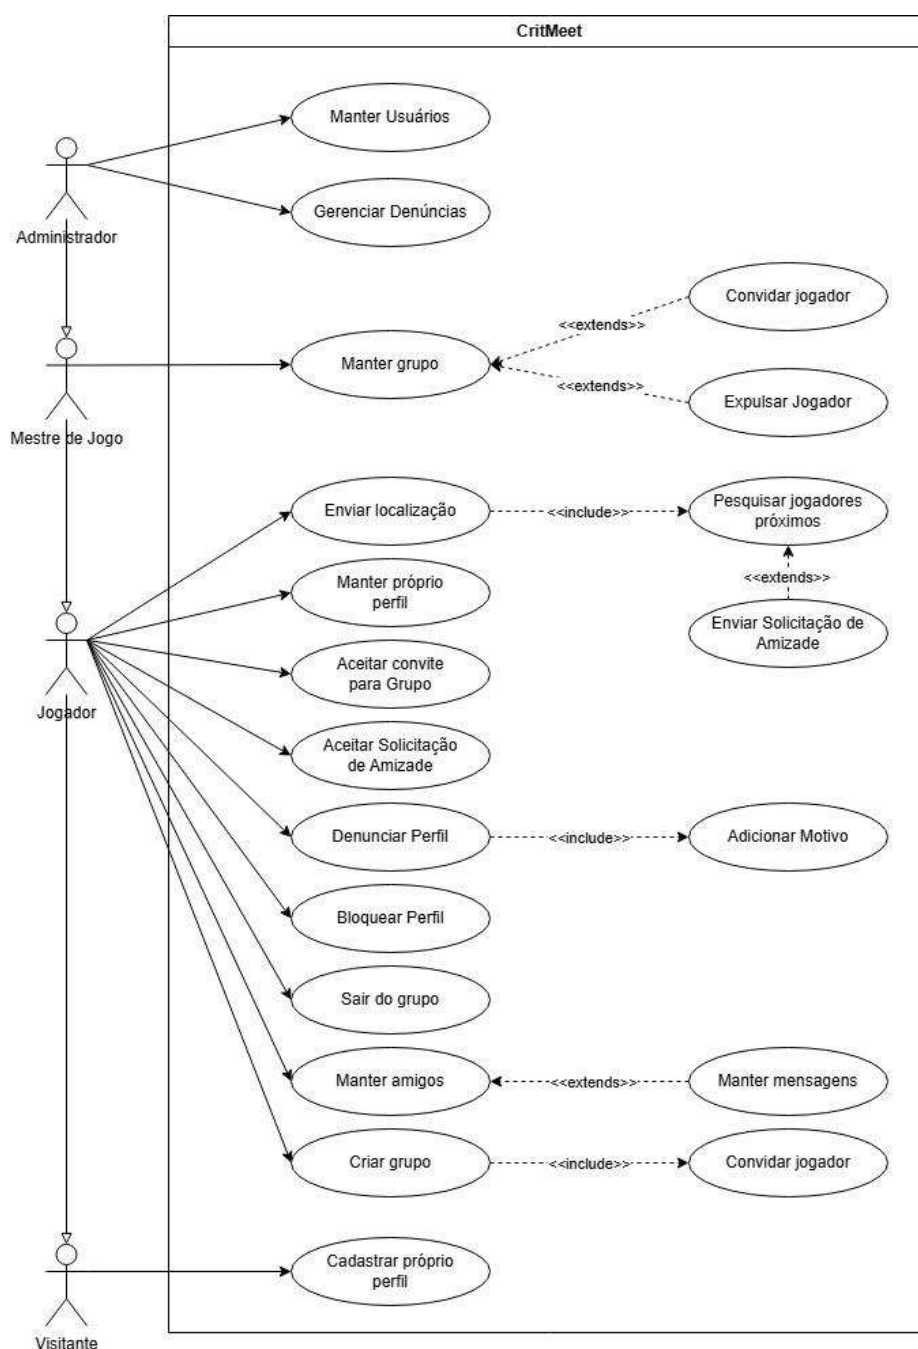 CritMeet
Manter Usuários
Gerenciar Denúncias
Administrador
Convidar jogador
<<extends>>
Manter grupo
<<extends>>
Expulsar Jogador
Mestre de Jogo
Enviar localização
<<include>>
Pesquisar jogadores
próximos
<<extends>>
Manter próprio
perfil
Enviar Solicitação de
Amizade
Aceitar convite
para Grupo
Jogador
Aceitar Solicitação
de Amizade
Denunciar Perfil
<<include>>
Adicionar Motivo
Bloquear Perfil
Sair do grupo
Manter amigos
<<extends>>
Manter mensagens
Criar grupo
<<include>>
Convidar jogador
Cadastrar próprio
perfil
Visitante